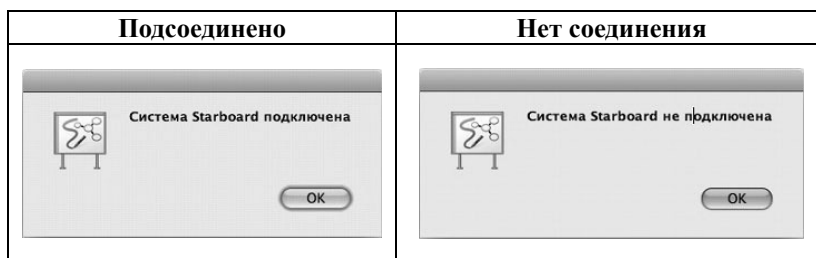 Подсоединено
Нет соединения
Система Starboard подключена
OK
Система Starboard не подключена
OK